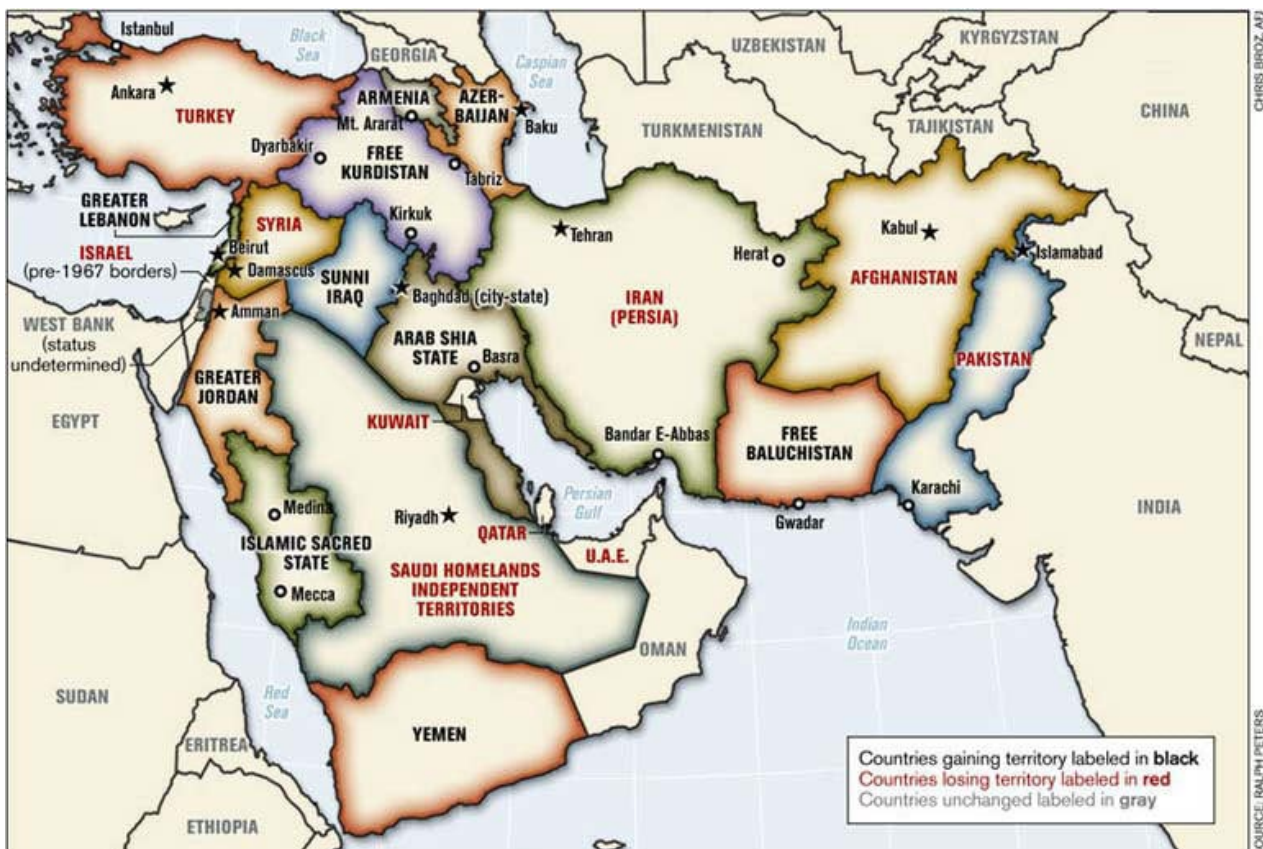 Istanbul
Black
Sea
GEORGIA
Caspian
Sea
UZBEKISTAN
KYRGYZSTAN
CHRIS BROZ, AFJ
Ankara
TURKEY
ARMENIA
Mt. Ararat
AZER-
BAIJAN
Baku
TURKMENISTAN
TAJIKISTAN
CHINA
Dyarbakir
FREE
KURDISTAN
Tabriz
GREATER
LEBANON
SYRIA
Kirkuk
Tehran
Herat
Kabul
Islamabad
ISRAEL
(pre-1967 borders)
Beirut
Damascus
SUNNI
IRAQ
Baghdad (city-state)
IRAN
(PERSIA)
AFGHANISTAN
WEST BANK
(status
undetermined)
Amman
ARAB SHIA
STATE
Basra
PAKISTAN
NEPAL
EGYPT
GREATER
JORDAN
KUWAIT
Bandar E-Abbas
FREE
BALUCHISTAN
Karachi
Medina
Riyadh
Persian
Gulf
Gwadar
INDIA
ISLAMIC SACRED
STATE
QATAR
U.A.E.
Mecca
SAUDI HOMELANDS
INDEPENDENT
TERRITORIES
OMAN
Indian
Ocean
SUDAN
Red
Sea
YEMEN
ERITREA
ETHIOPIA
Countries gaining territory labeled in black
Countries losing territory labeled in red
Countries unchanged labeled in gray
SOURCE: RALPH PETERS